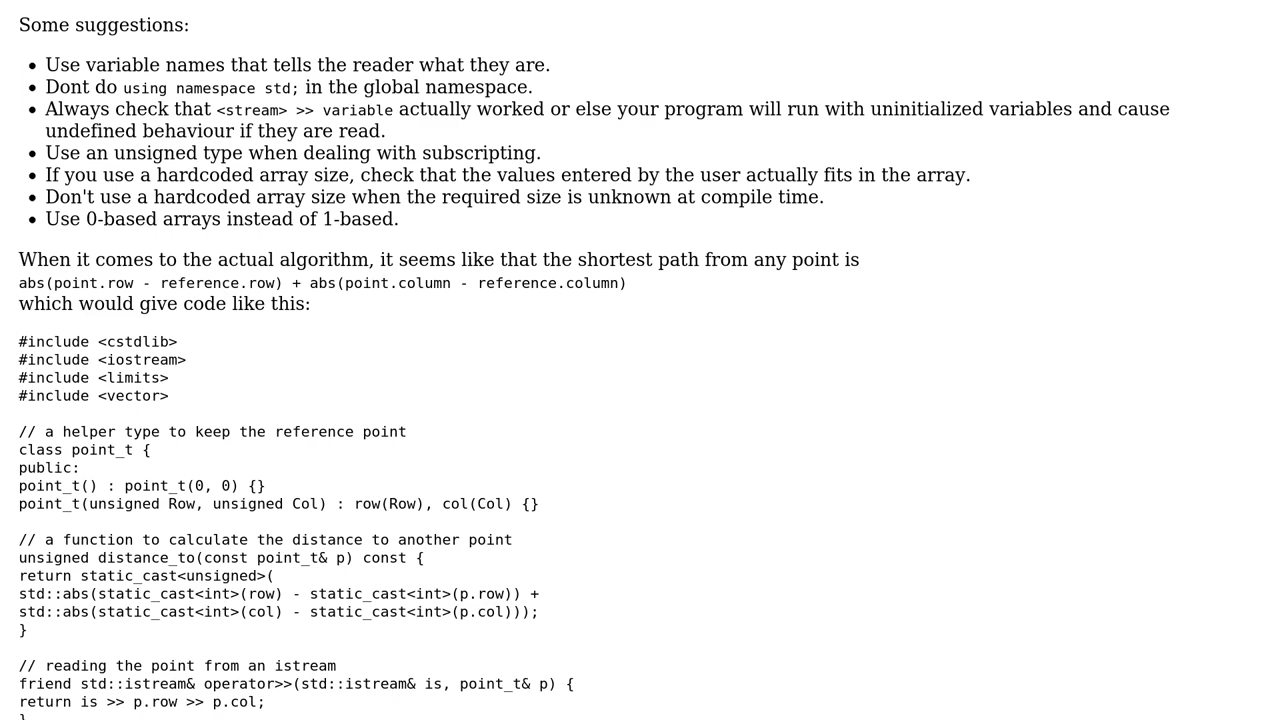 Some suggestions:
• Use variable names that tells the reader what they are.
• Dont do using namespace std; in the global namespace.
• Always check that <stream> >> variable actually worked or else your program will run with uninitialized variables and cause
undefined behaviour if they are read.
• Use an unsigned type when dealing with subscripting.
• If you use a hardcoded array size, check that the values entered by the user actually fits in the array.
• Don't use a hardcoded array size when the required size is unknown at compile time.
• Use 0-based arrays instead of 1-based.
When it comes to the actual algorithm, it seems like that the shortest path from any point is
abs(point.row - reference.row) + abs(point.column - reference.column)
which would give code like this:
#include <cstdlib>
#include <iostream>
#include <limits>
#include <vector>
// a helper type to keep the reference point
class point_t {
public:
point_t() : point_t(0, 0) {}
point_t(unsigned Row, unsigned Col) : row(Row), col(Col) {}
// a function to calculate the distance to another point
unsigned distance_to(const point_t& p) const {
return static_cast<unsigned>(
std::abs(static_cast<int>(row) - static_cast<int>(p.row)) +
std::abs(static_cast<int>(col) - static_cast<int>(p.col)));
}
// reading the point from an istream
friend std::istream& operator>>(std::istream& is, point_t& p) {
return is >> p.row >> p.col;
}